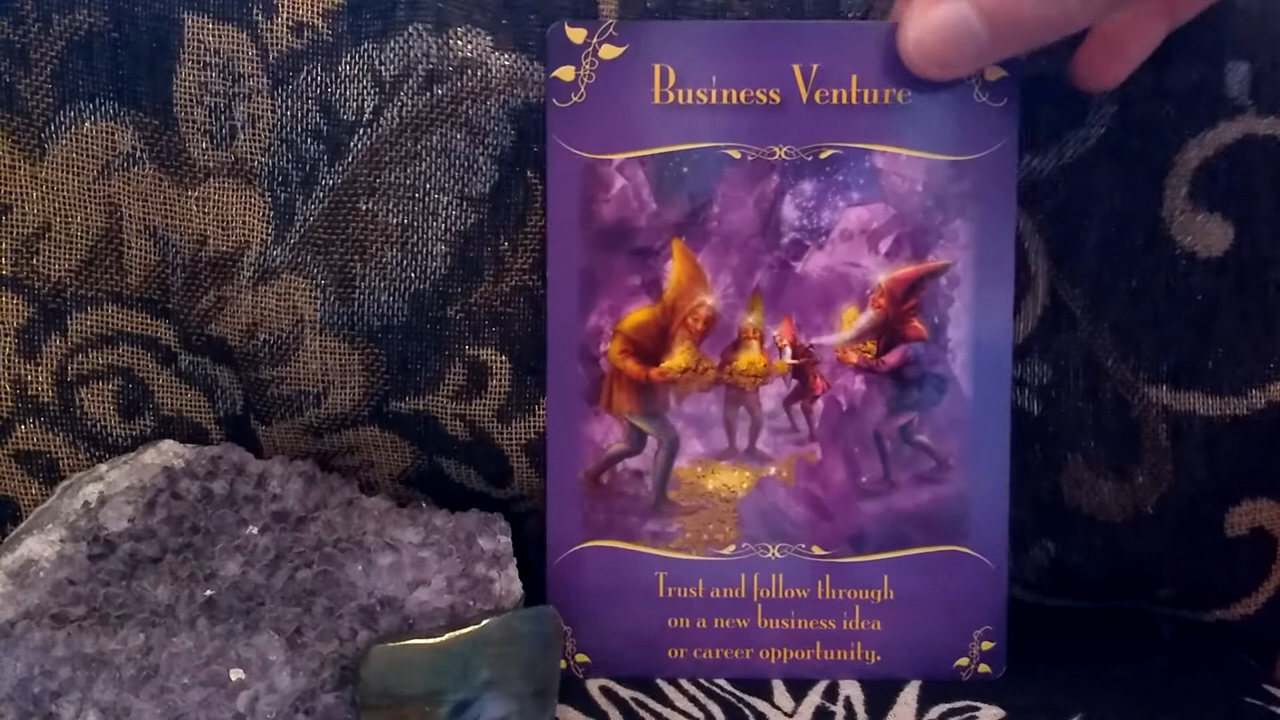 Business Venture
Trust and follow through
on a new business idea
or career opportunity.